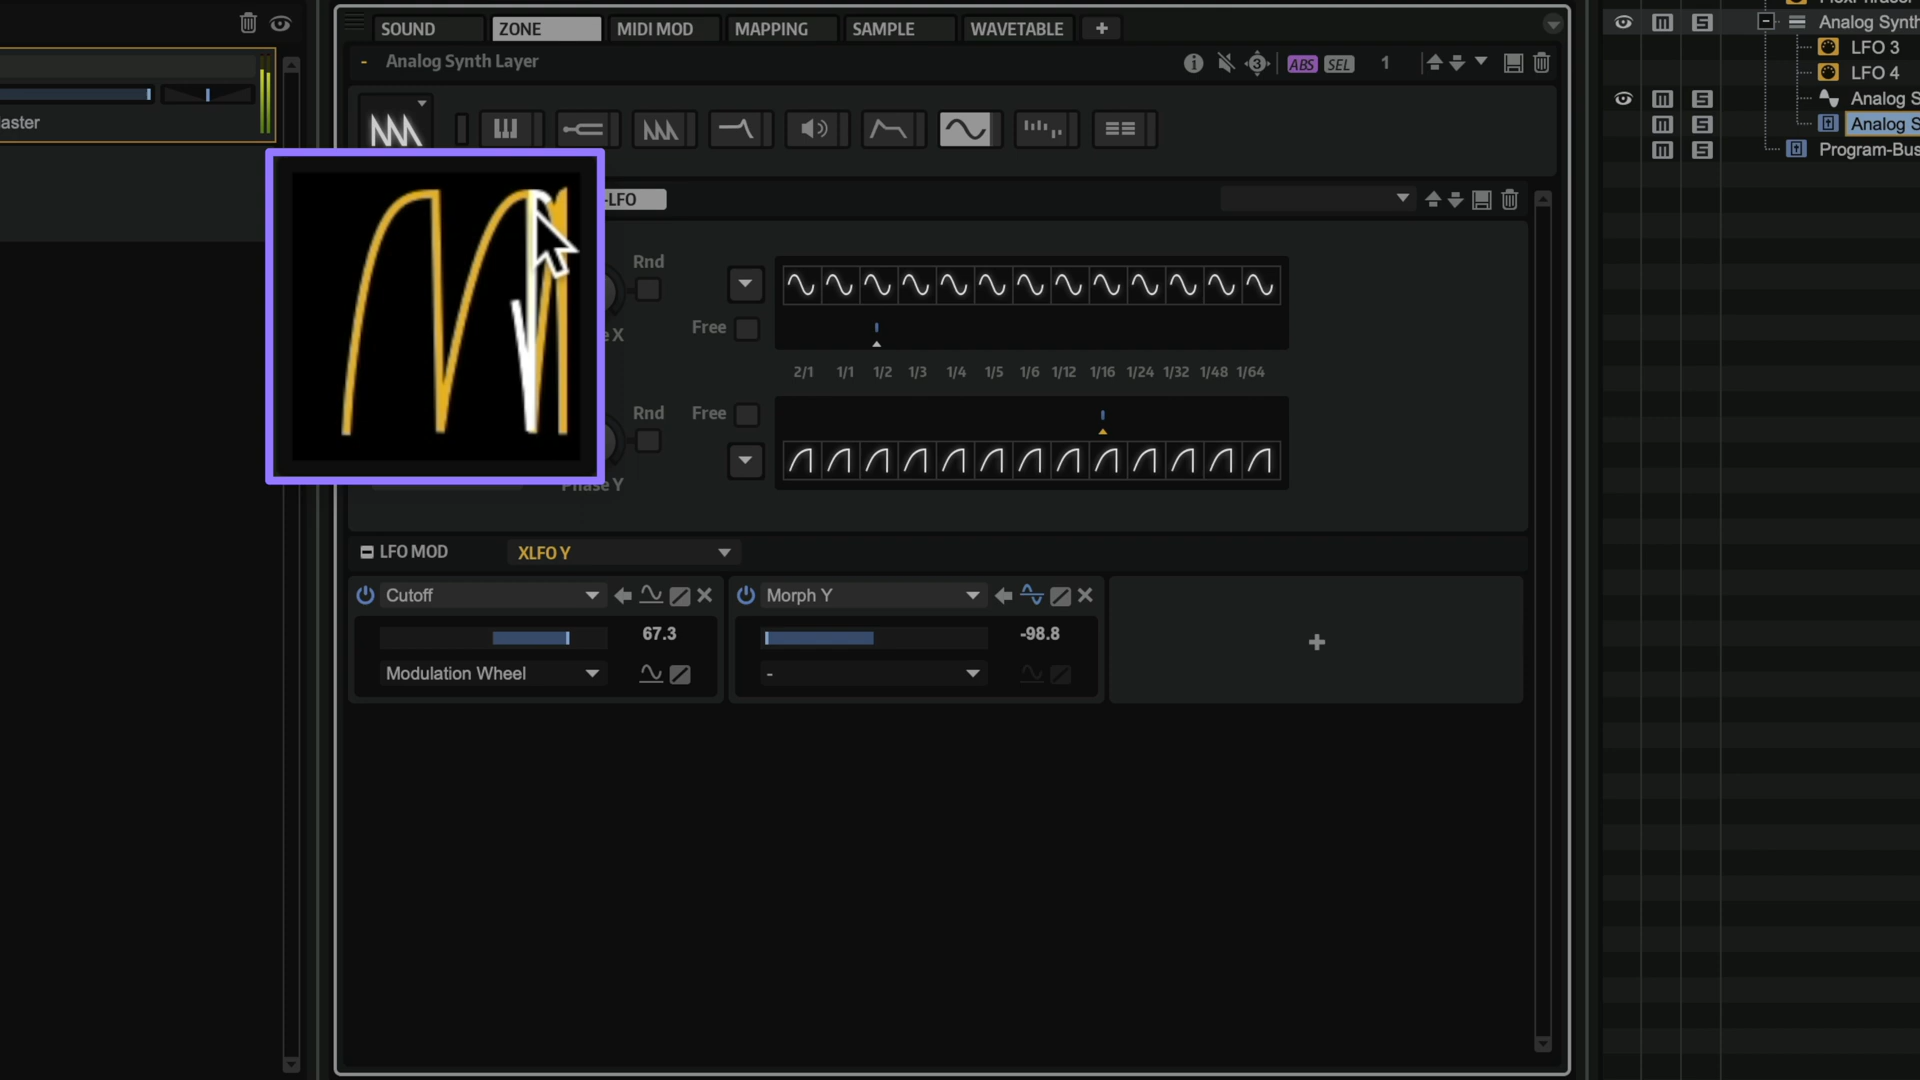 SOUND
ZONE
MIDI MOD
MAPPING
SAMPLE
WAVETABLE
+
- Analog Synth Layer
3
ABS
SEL
1
aster
-LFO
Rnd
Free
e X
2/1 1/1 1/2 1/3 1/4 1/5 1/6 1/12 1/16 1/24 1/32 1/48 1/64
Rnd
Free
Phase Y
LFO MOD
XLFO Y
Cutoff
67.3
Modulation Wheel
Morph Y
-98.8
-
+
m S Analog Synth
LFO 3
LFO 4
m S Analog S
m S Analog S
m S Program-Bus